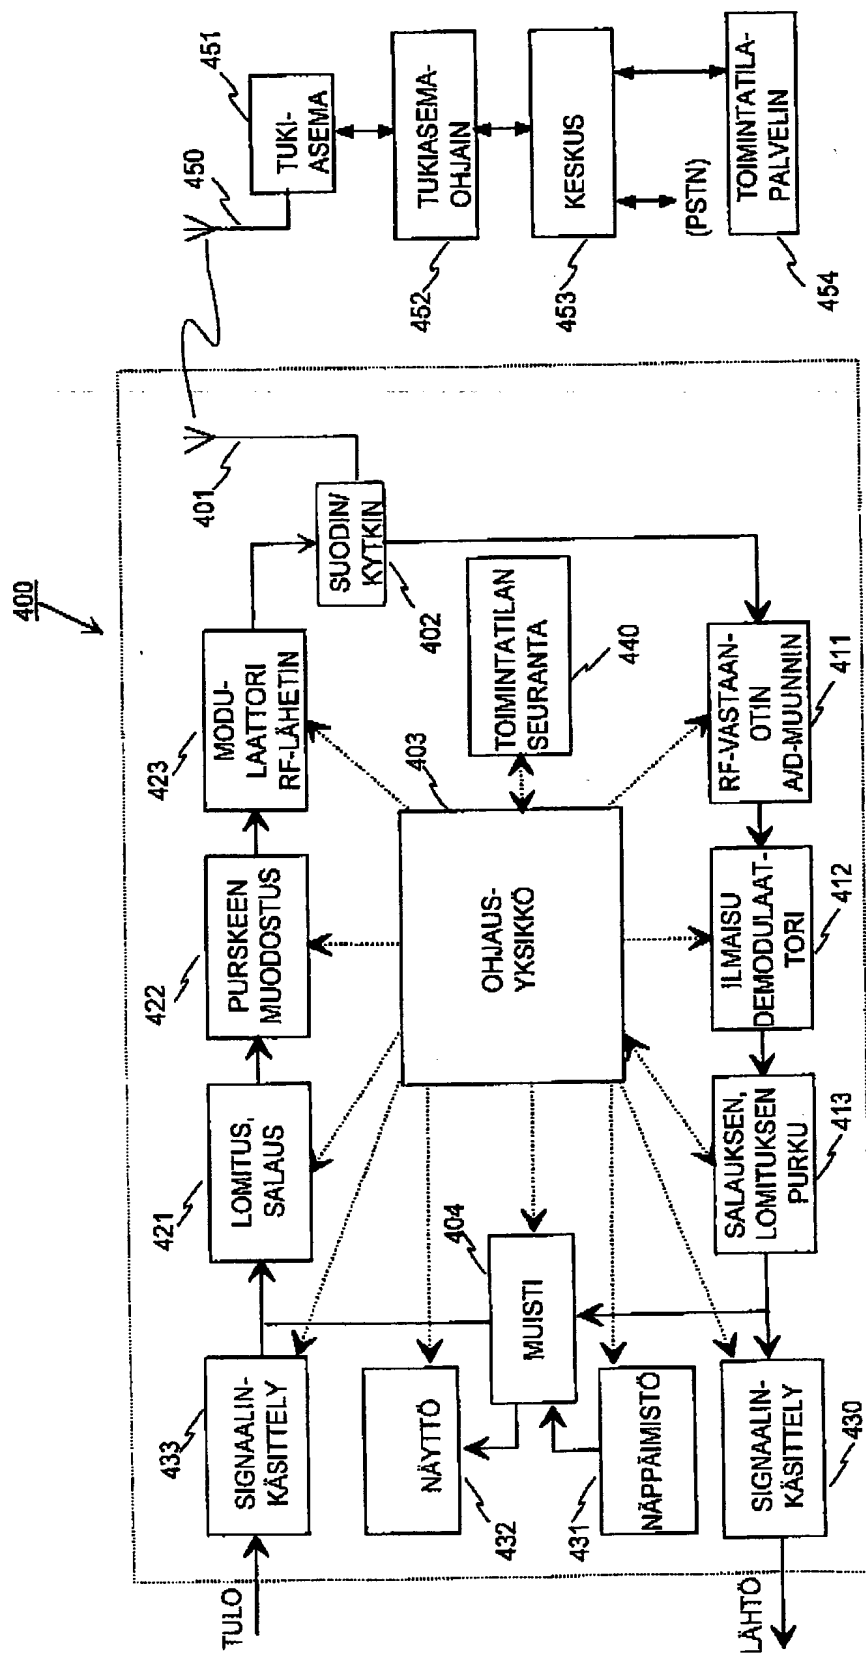 400
TULO
433
SIGNAALIN-
KÄSITTELY
421
LOMITUS,
SALAUS
422
PURSKEEN
MUODOSTUS
423
MODU-
LAATTORI
RF-LÄHETIN
401
SUODIN/
KYTKIN
402
432
NÄYTTÖ
404
MUISTI
431
NÄPPÄIMISTÖ
403
OHJAUS-
YKSIKKÖ
TOIMINTATILAN
SEURANTA
440
LÄHTÖ
SIGNAALIN-
KÄSITTELY
430
SALAUKSEN,
LOMITUKSEN
PURKU
413
ILMAISU
DEMODULAAT-
TORI
412
RF-VASTAAN-
OTIN
A/D-MUUNNIN
411
450
451
TUKI-
ASEMA
TUKIASEMA-
OHJAIN
452
KESKUS
453
(PSTN)
TOIMINTATILA-
PALVELIN
454